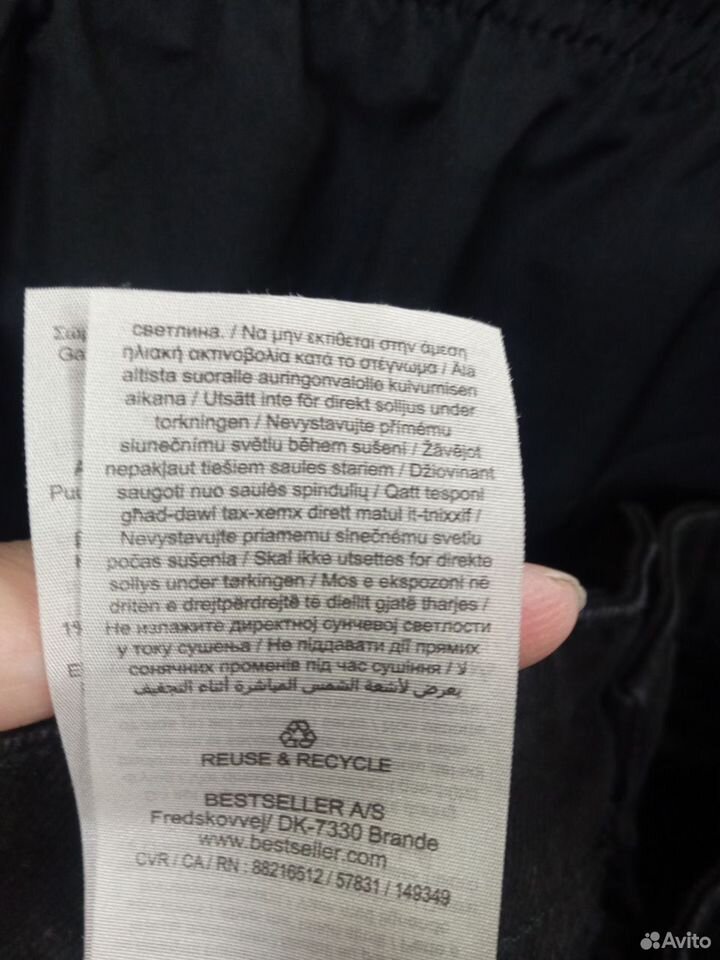 светлина. / Να μην εκτίθεται στην άμεση
ηλιακή ακτινοβολία κατά το στέγνωμα / Älä
altista suoralle auringonvalolle kuivumisen
aikana / Utsätt inte för direkt solljus under
torkningen / Nevystavujte přímému
slunečnímu světlu během sušení / Žāvējot
nepakļaut tiešiem saules stariem / Džiovinant
saugoti nuo saulės spindulių / Qatt tesponi
għad-dawl tax-xemx dirett matul it-tnixxif /
Nevystavujte priamemu slnečnému svetlu
počas sušenia / Skal ikke utsettes for direkte
sollys under tørkingen / Mos e ekspozoni në
dritën e drejtpërdrejtë të diellit gjatë tharjes /
Не излажите директној сунчевој светлости
у току сушења / Не піддавати дії прямих
сонячних променів під час сушіння / لا
يعرض لأشعة الشمس المباشرة أثناء التجفيف
REUSE & RECYCLE
BESTSELLER A/S
Fredskovvej/ DK-7330 Brande
www.bestseller.com
CVR / CA / RN : 88216512 / 57831 / 149349
Avito